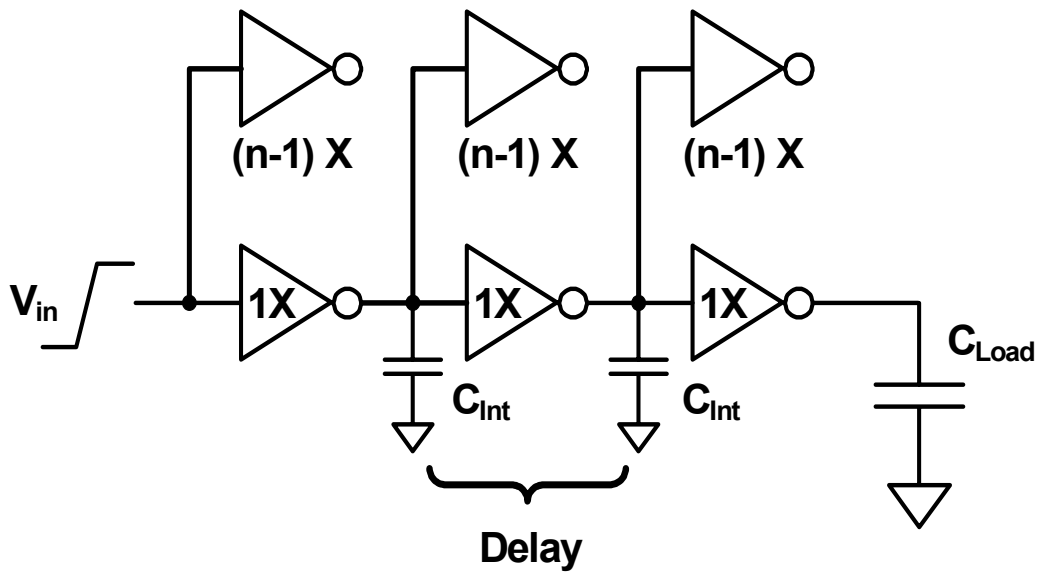 (n-1) X
(n-1) X
(n-1) X
Vin
1X
1X
1X
CLoad
CInt
CInt
Delay